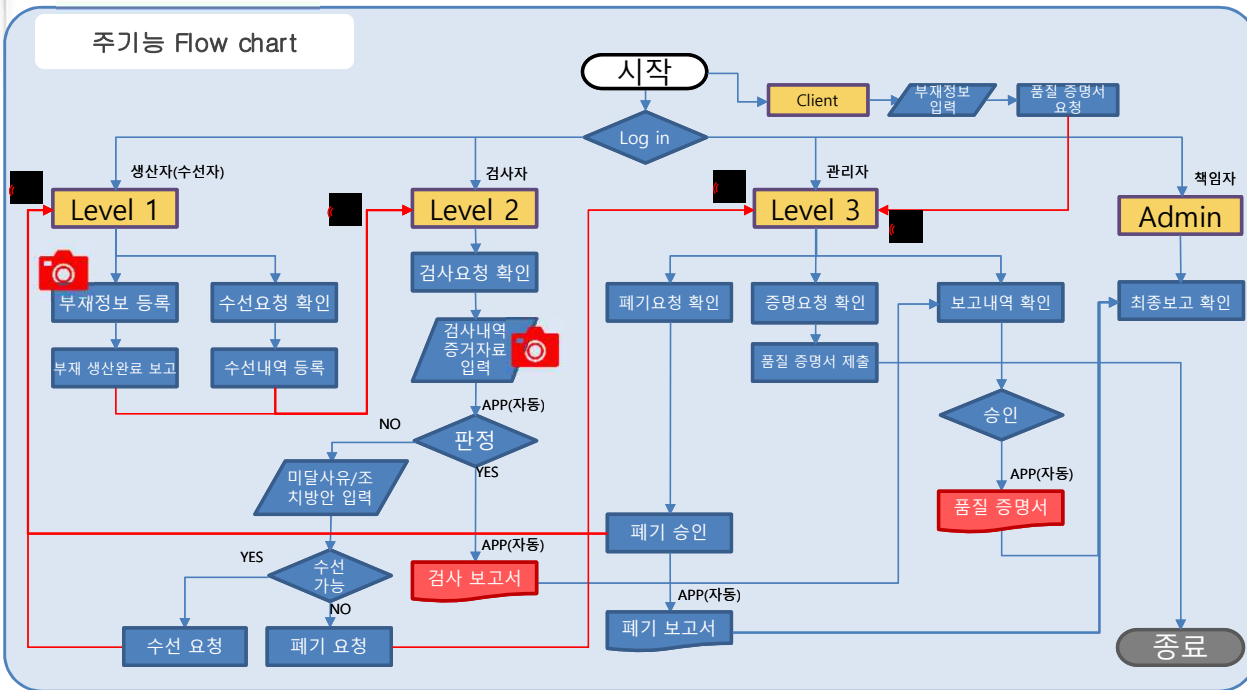 주기능 Flow chart
시작
Client
부재정보
입력
품질 증명서
요청
Log in
생산자(수선자)
검사자
관리자
책임자
Level 1
Level 2
Level 3
Admin
부재정보 등록
수선요청 확인
검사요청 확인
폐기요청 확인
증명요청 확인
보고내역 확인
최종보고 확인
부재 생산완료 보고
수선내역 등록
검사내역
증거자료
입력
품질 증명서 제출
APP(자동)
NO
판정
YES
승인
APP(자동)
품질 증명서
미달사유/조
치방안 입력
폐기 승인
YES
수선
가능
NO
APP(자동)
검사 보고서
APP(자동)
폐기 보고서
수선 요청
폐기 요청
종료